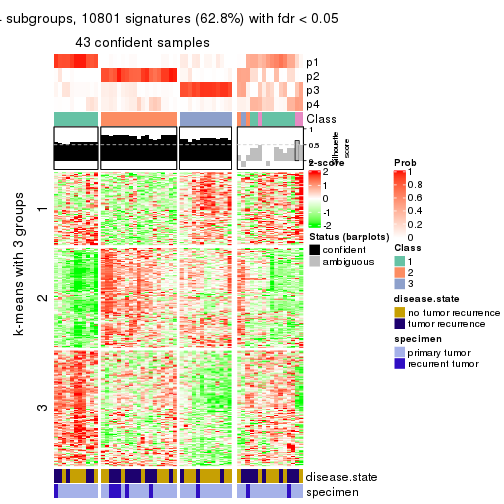 subgroups, 10801 signatures (62.8%) with fdr < 0.05
43 confident samples
p1
p2
p3
p4
Class
1
0.5
0
Silhouette
score
k-means with 3 groups
1
2
3
z-score
2
1
0
-1
-2
Status (barplots)
confident
ambiguous
Prob
1
0.8
0.6
0.4
0.2
0
Class
1
2
3
disease.state
no tumor recurrence
tumor recurrence
specimen
primary tumor
recurrent tumor
disease.state
specimen